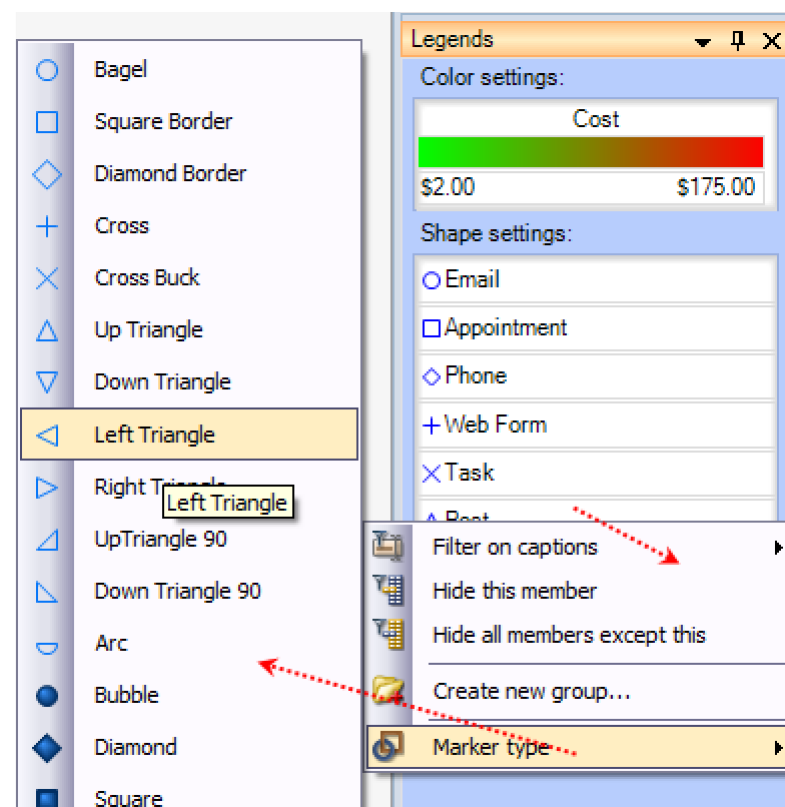 Bagel
Square Border
Diamond Border
Cross
Cross Buck
Up Triangle
Down Triangle
Left Triangle
Right Triangle
Left Triangle
UpTriangle 90
Down Triangle 90
Arc
Bubble
Diamond
Square
Legends
Color settings:
Cost
$2.00 $175.00
Shape settings:
Email
Appointment
Phone
Web Form
Task
Filter on captions
Hide this member
Hide all members except this
Create new group...
Marker type